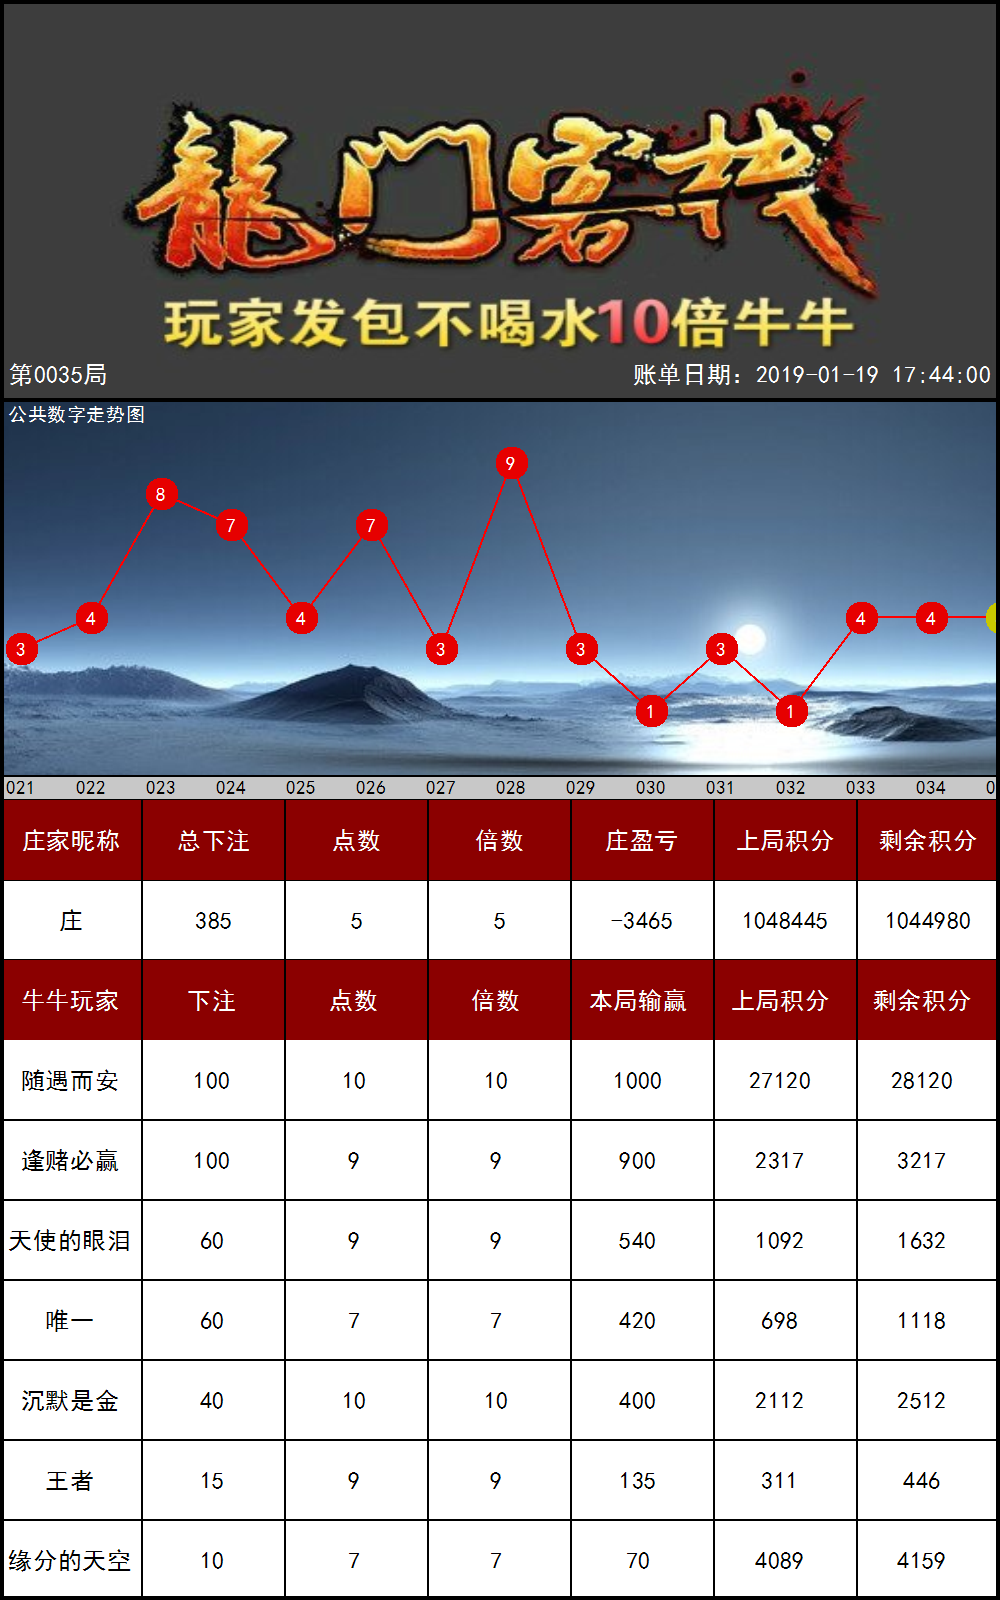 龍门客栈
玩家发包不喝水10倍牛牛
第0035局 账单日期：2019-01-19 17:44:00
公共数字走势图
3 4 8 7 4 7 3 9 3 1 3 1 4 4
021 022 023 024 025 026 027 028 029 030 031 032 033 034 0
庄家昵称 总下注 点数 倍数 庄盈亏 上局积分 剩余积分
庄 385 5 5 -3465 1048445 1044980
牛牛玩家 下注 点数 倍数 本局输赢 上局积分 剩余积分
随遇而安 100 10 10 1000 27120 28120
逢赌必赢 100 9 9 900 2317 3217
天使的眼泪 60 9 9 540 1092 1632
唯一 60 7 7 420 698 1118
沉默是金 40 10 10 400 2112 2512
王者 15 9 9 135 311 446
缘分的天空 10 7 7 70 4089 4159